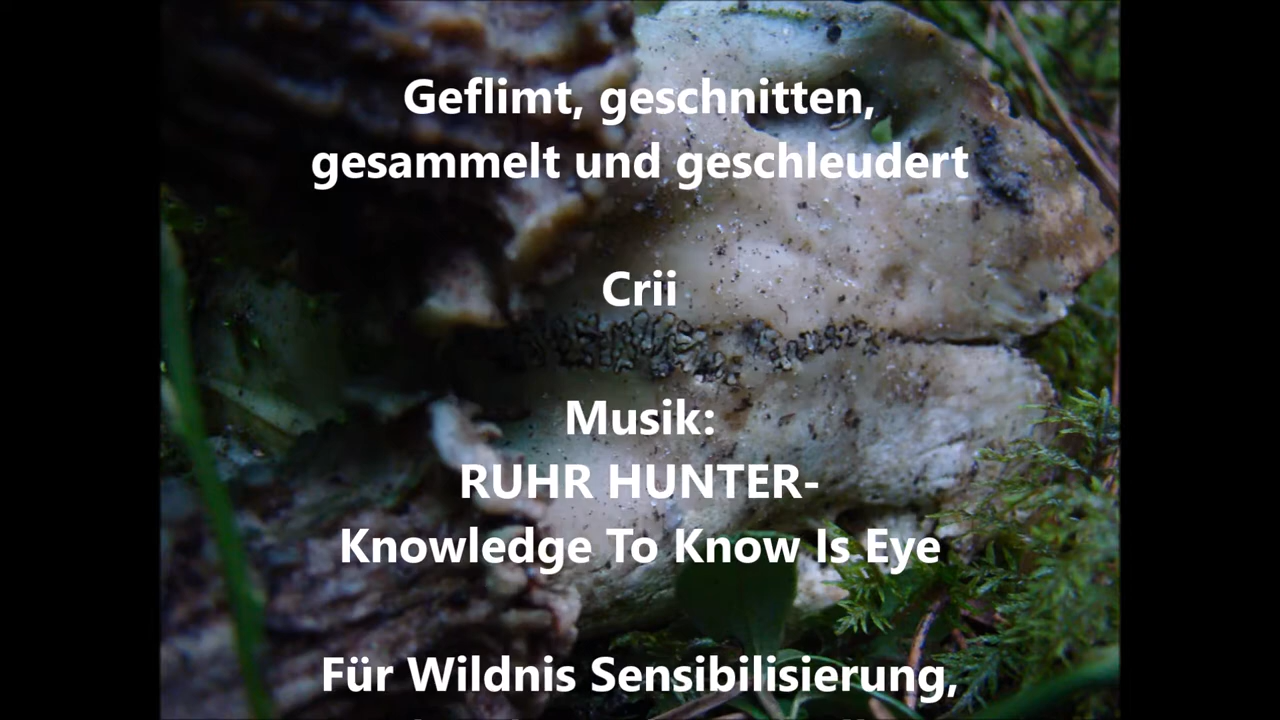 Geflimt, geschnitten,
gesammelt und geschleudert
Crii
Musik:
RUHR HUNTER-
Knowledge To Know Is Eye
Für Wildnis Sensibilisierung,